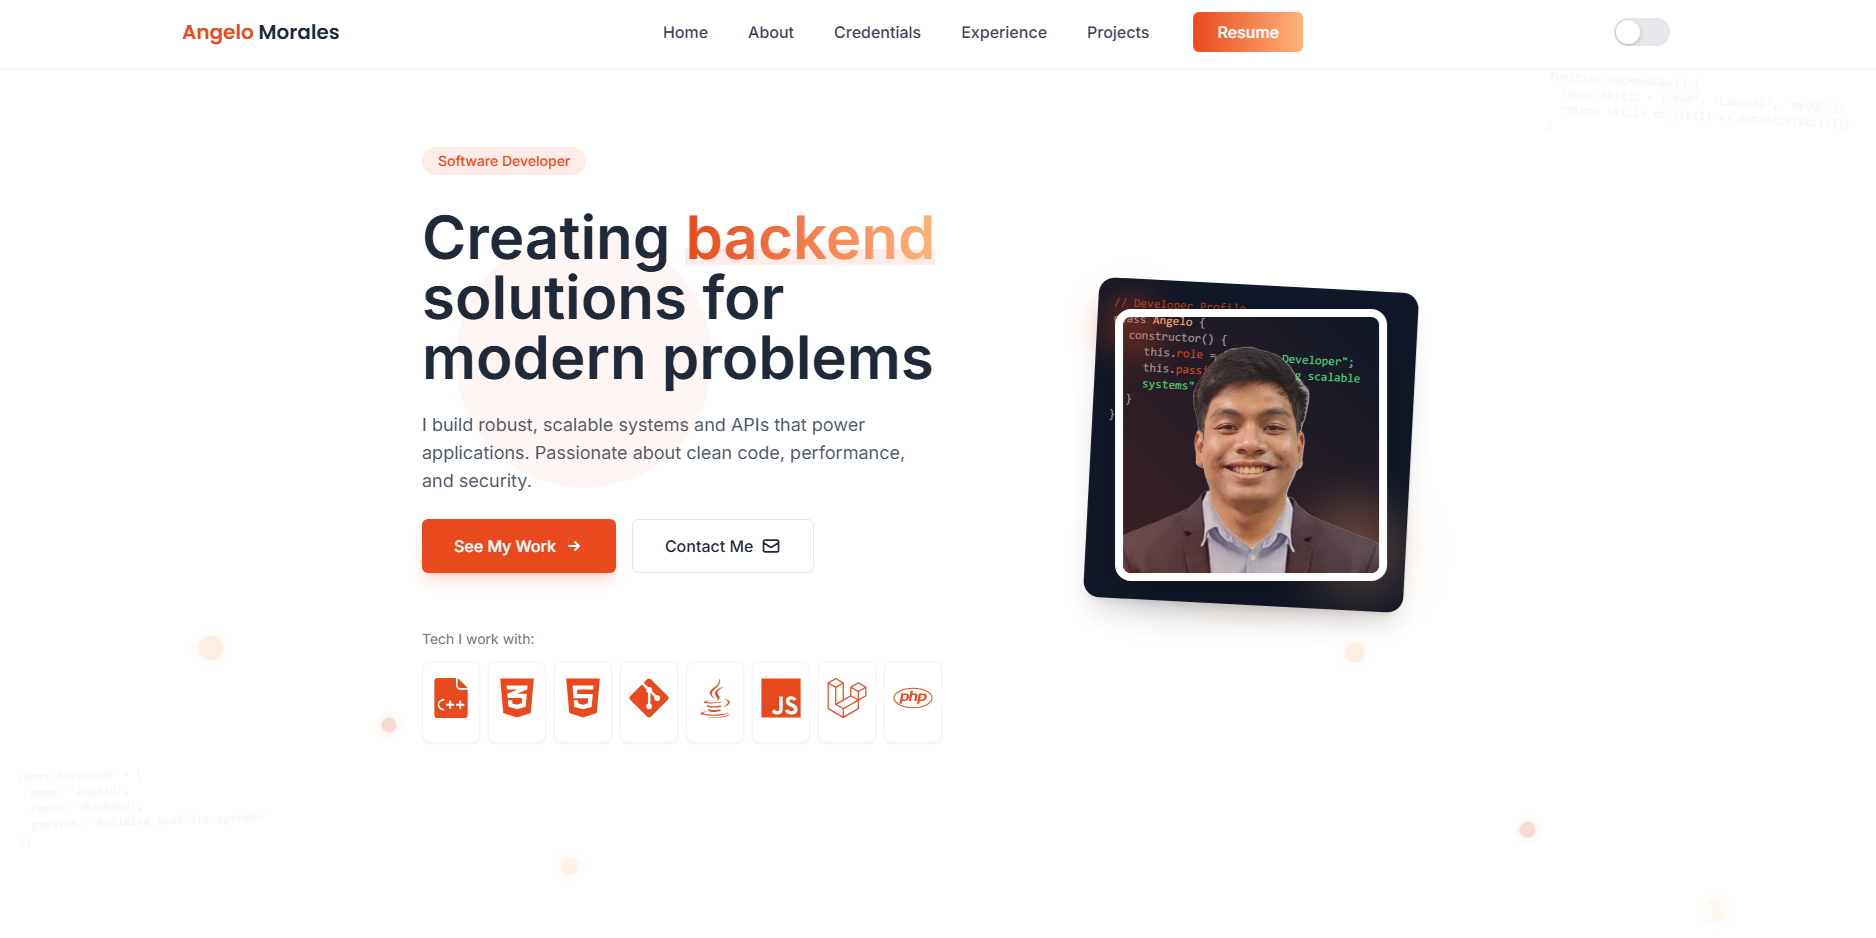 Angelo Morales
Home About Credentials Experience Projects Resume
function backendDev() {
const skills = ['PHP', 'Laravel', 'MySQL'];
return skills.map(skill => optimize(skill));
}
Software Developer
Creating backend
solutions for
modern problems
I build robust, scalable systems and APIs that power
applications. Passionate about clean code, performance,
and security.
See My Work
Contact Me
// Developer Profile
class Angelo {
constructor() {
this.role = Developer";
this. scalable
systems"
}
}
Tech I work with:
C++
3
5
JS
php
const developer = {
name: 'Angelo',
focus: 'Backend',
passion: 'Building scalable systems'
};